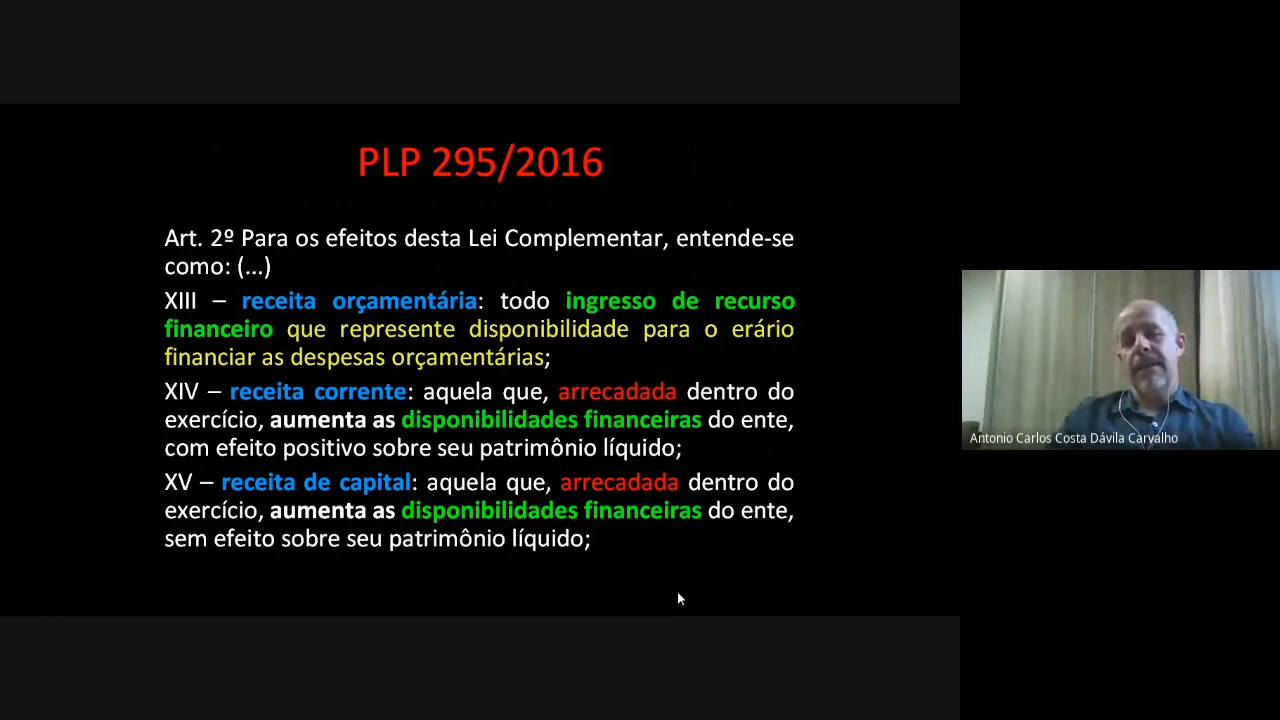 PLP 295/2016
Art. 2º Para os efeitos desta Lei Complementar, entende-se
como: (...)
XIII – receita orçamentária: todo ingresso de recurso
financeiro que represente disponibilidade para o erário
financiar as despesas orçamentárias;
XIV – receita corrente: aquela que, arrecadada dentro do
exercício, aumenta as disponibilidades financeiras do ente,
com efeito positivo sobre seu patrimônio líquido;
XV – receita de capital: aquela que, arrecadada dentro do
exercício, aumenta as disponibilidades financeiras do ente,
sem efeito sobre seu patrimônio líquido;
Antonio Carlos Costa Dávila Carvalho